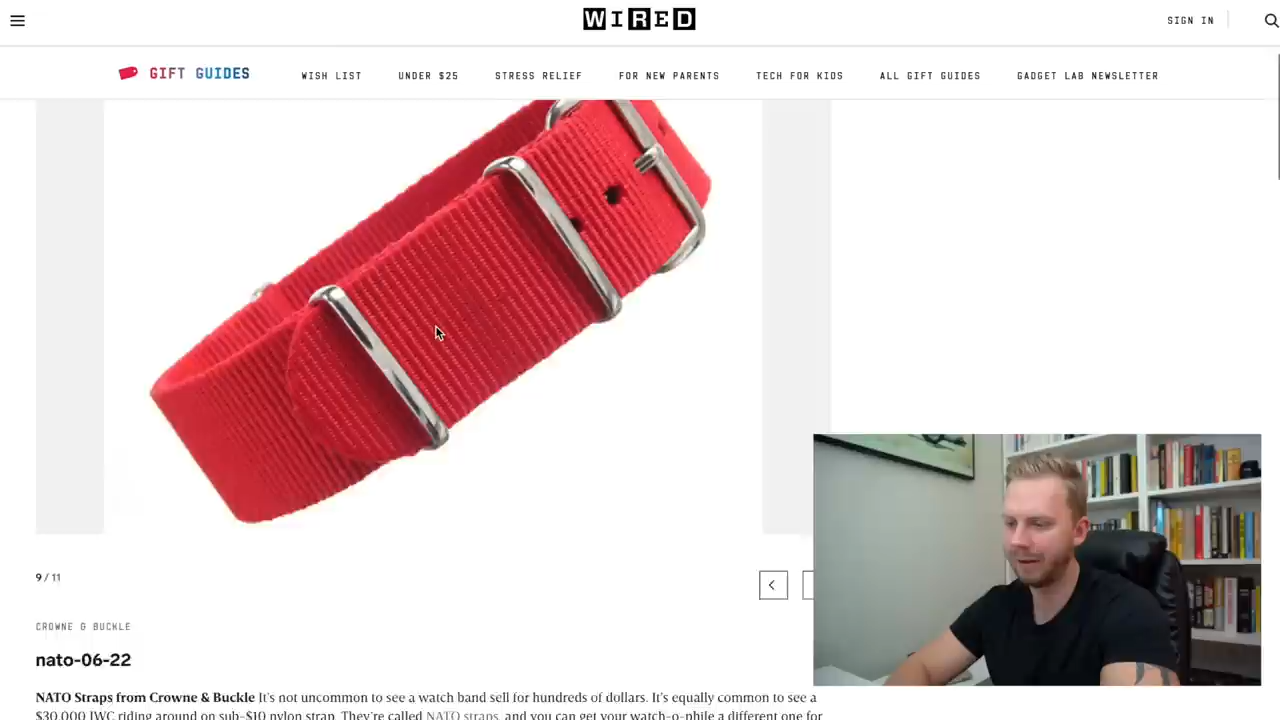 WIRED
SIGN IN
GIFT GUIDES
WISH LIST
UNDER $25
STRESS RELIEF
FOR NEW PARENTS
TECH FOR KIDS
ALL GIFT GUIDES
GADGET LAB NEWSLETTER
9 / 11
CROWNE & BUCKLE
nato-06-22
NATO Straps from Crowne & Buckle It's not uncommon to see a watch band sell for hundreds of dollars. It's equally common to see a
$30,000 IWC riding around on sub-$10 nylon strap. They're called NATO straps, and you can get your watch-o-phile a different one for